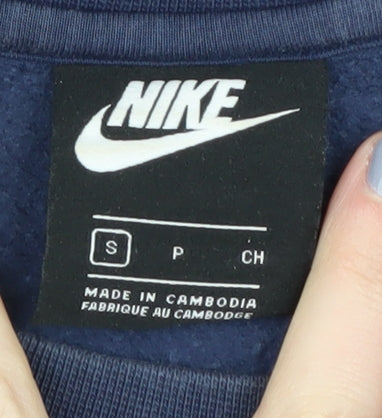 NIKE
S P CH
MADE IN CAMBODIA
FABRIQUE AU CAMBODGE